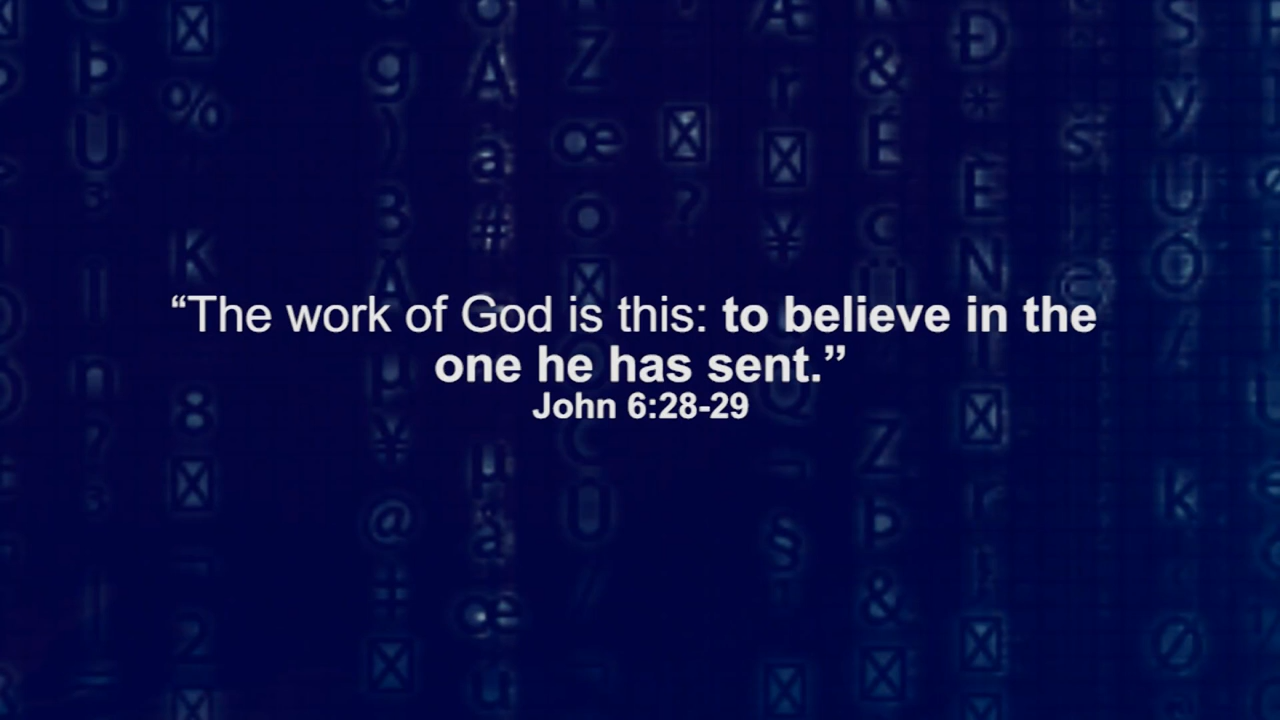 “The work of God is this: to believe in the
one he has sent.”
John 6:28-29